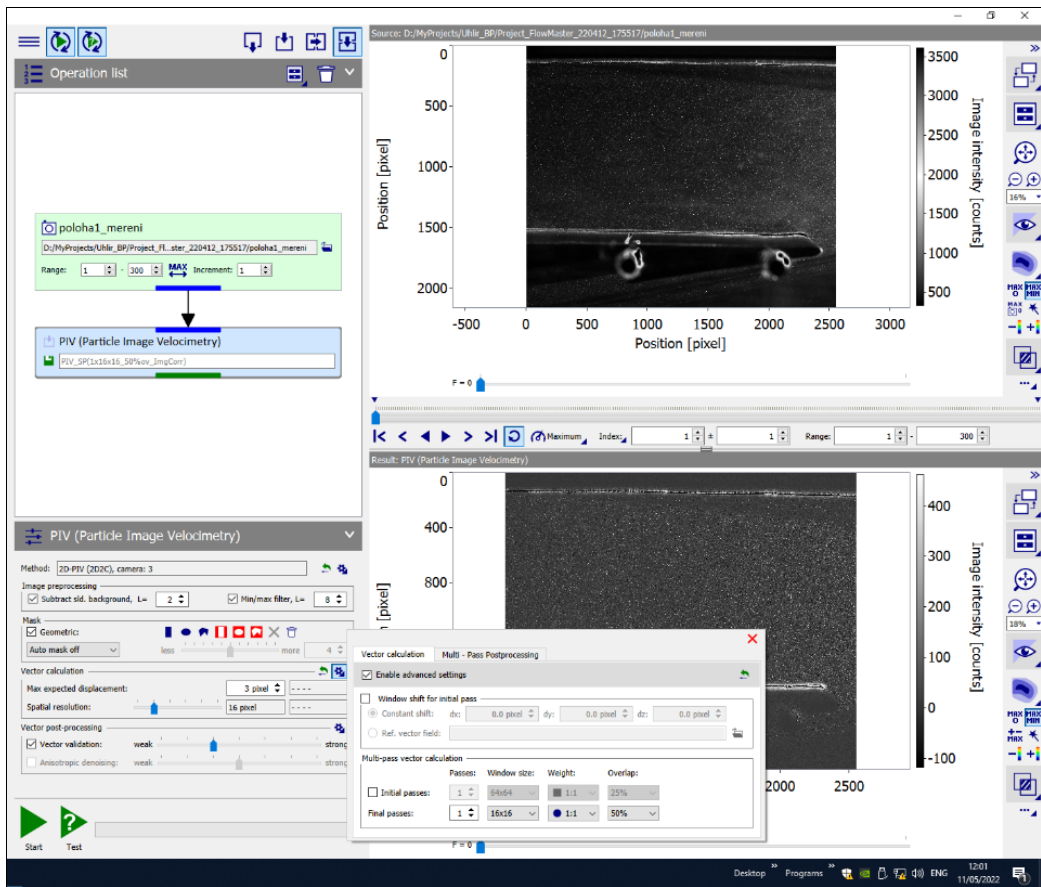 Operation list
poloha1_mereni
D:/MyProjects/Uhlir_BP/Project_Fl...ster_220412_175517/poloha1_mereni
Range: 1 - 300 MAX Increment: 1
PIV (Particle Image Velocimetry)
PIV_SP(1x16x16_50%ov_ImgCorr)
PIV (Particle Image Velocimetry)
Method: 2D-PIV (2D2C), camera: 3
Image preprocessing
Subtract sld. background, L= 2 Min/max filter, L= 8
Mask
Geometric:
Auto mask off less more 4
Vector calculation
Max expected displacement: 3 pixel ----
Spatial resolution: 16 pixel ----
Vector post-processing
Vector validation: weak strong
Anisotropic denoising: weak strong
Start Test
Source: D:/MyProjects/Uhlir_BP/Project_FlowMaster_220412_175517/poloha1_mereni
0
500
1000
1500
2000
Position [pixel]
-500 0 500 1000 1500 2000 2500 3000
Position [pixel]
3500
3000
2500
2000
1500
1000
500
Image intensity [counts]
F = 0
16%
MAX 0 MAX MIN
MAX
Maximum Index: 1 ± 1 Range: 1 - 300
Result: PIV (Particle Image Velocimetry)
0
400
800
[pixel]
2000 2500
400
300
200
100
0
-100
Image intensity [counts]
F = 0
18%
MAX 0 MAX MIN
+- MAX
Vector calculation Multi - Pass Postprocessing
Enable advanced settings
Window shift for initial pass
Constant shift: dx: 0.0 pixel dy: 0.0 pixel dz: 0.0 pixel
Ref. vector field:
Multi-pass vector calculation
Passes: Window size: Weight: Overlap:
Initial passes: 1 64x64 1:1 25%
Final passes: 1 16x16 1:1 50%
Desktop » Programs » ENG 12:01
11/05/2022